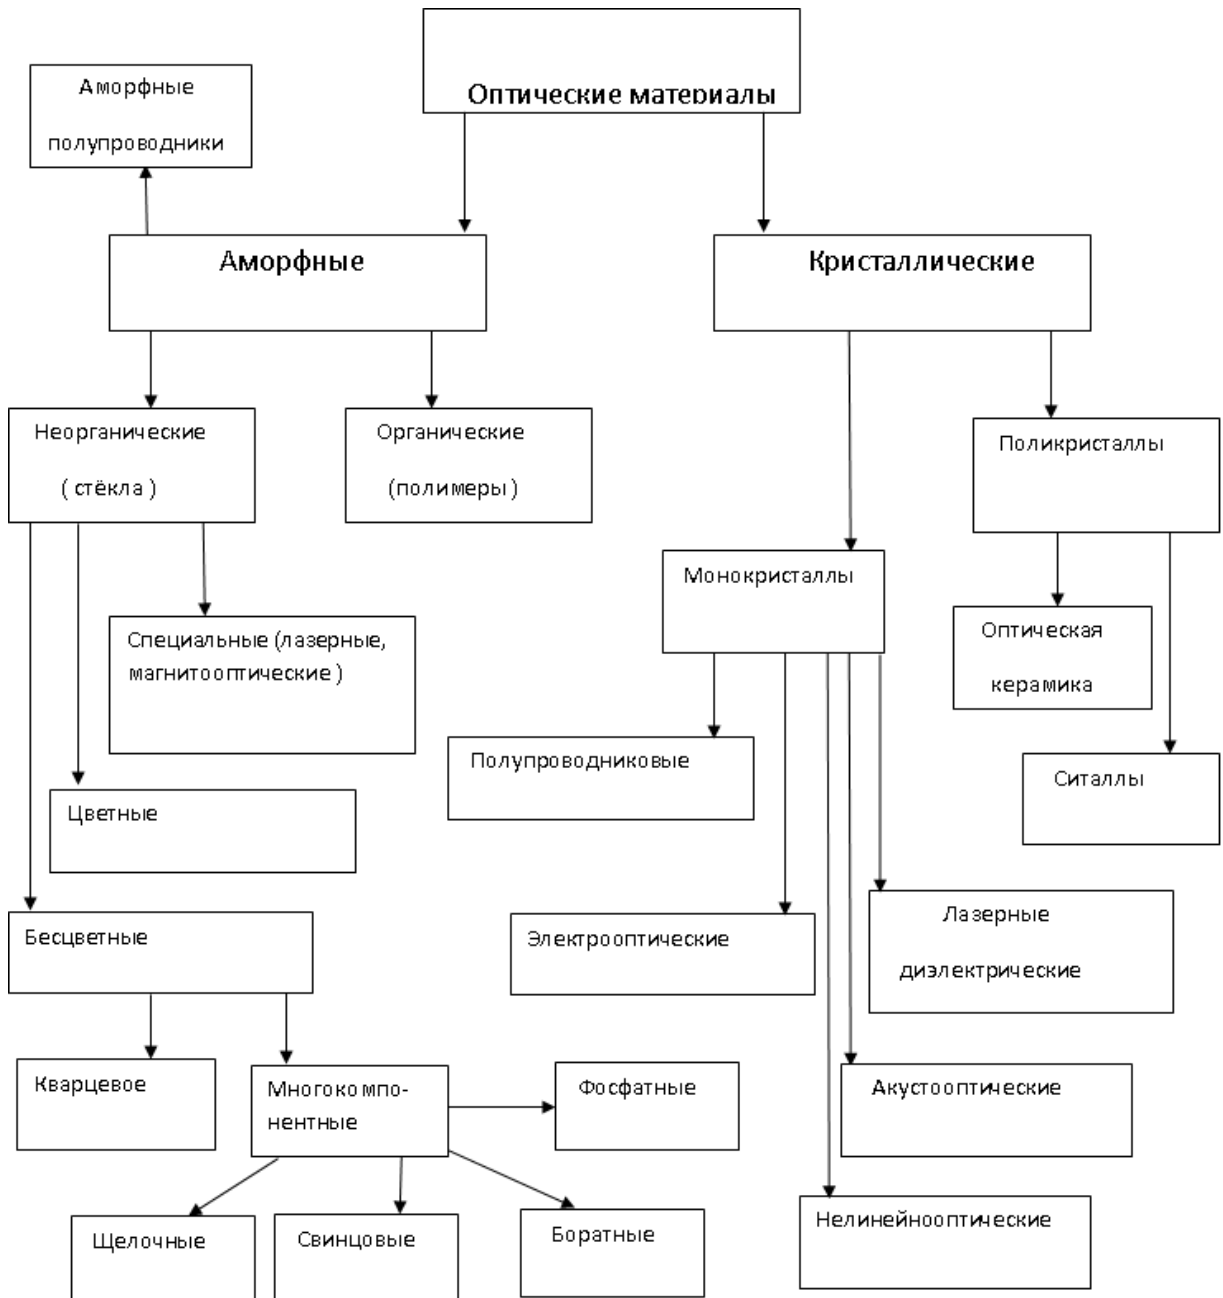 Оптические материалы
Аморфные
полупроводники
Аморфные
Кристаллические
Неорганические
( стёкла )
Органические
(полимеры )
Поликристаллы
Монокристаллы
Специальные (лазерные,
магнитооптические )
Оптическая
керамика
Полупроводниковые
Ситаллы
Цветные
Бесцветные
Электрооптические
Лазерные
диэлектрические
Кварцевое
Многокомпо-
нентные
Фосфатные
Акустооптические
Щелочные
Свинцовые
Боратные
Нелинейнооптические